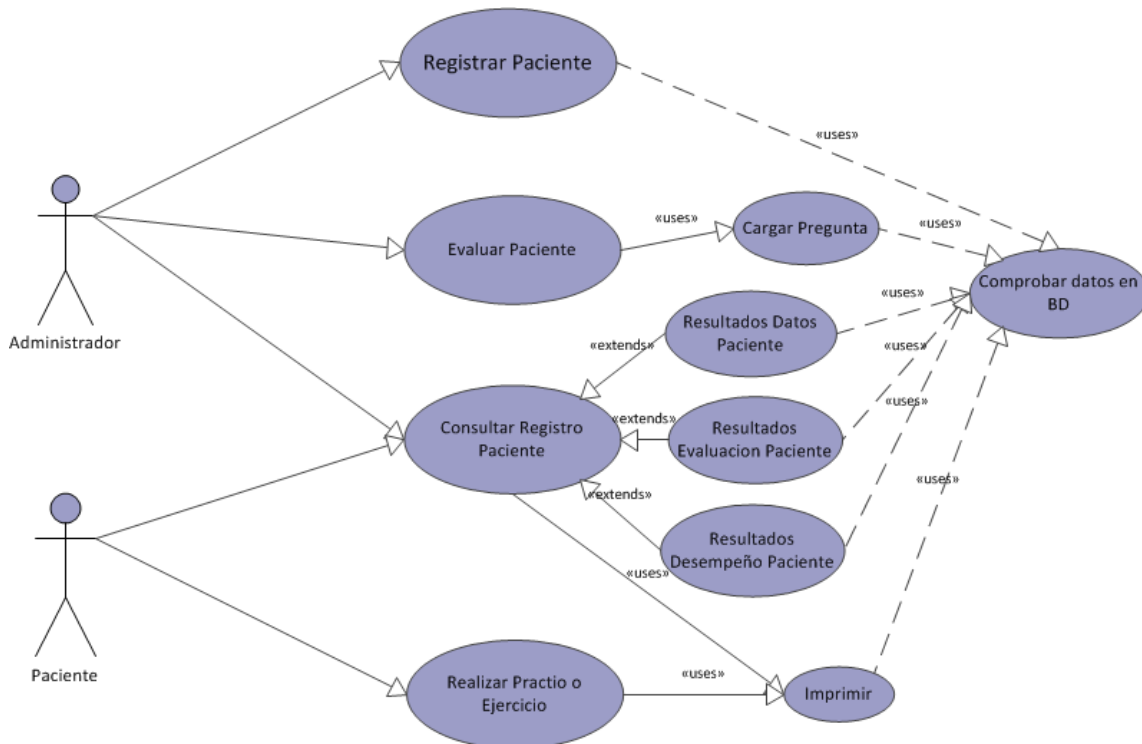 Registrar Paciente
«uses»
«uses»
Cargar Pregunta
«uses»
Evaluar Paciente
Comprobar datos en
BD
Administrador
Resultados Datos
Paciente
«uses»
«extends»
«uses»
Consultar Registro
Paciente
«extends»
Resultados
Evaluacion Paciente
«uses»
«extends»
«uses»
Resultados
Desempeño Paciente
«uses»
Paciente
Realizar Practio o
Ejercicio
«uses»
Imprimir